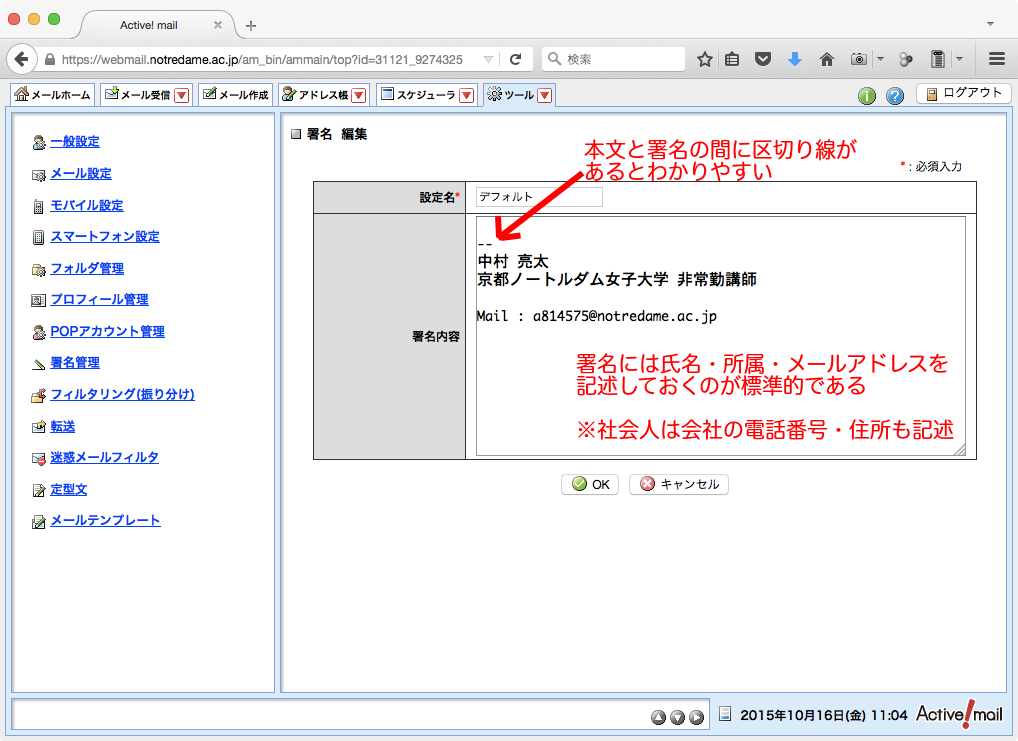 Active! mail
https://webmail.notredame.ac.jp/am_bin/ammain/top?id=31121_9274325
検索
メールホーム
メール受信
メール作成
アドレス帳
スケジューラ
ツール
ログアウト
一般設定
メール設定
モバイル設定
スマートフォン設定
フォルダ管理
プロフィール管理
POPアカウント管理
署名管理
フィルタリング(振り分け)
転送
迷惑メールフィルタ
定型文
メールテンプレート
署名 編集
本文と署名の間に区切り線が
あるとわかりやすい
* : 必須入力
設定名*
デフォルト
署名内容
--
中村 亮太
京都ノートルダム女子大学 非常勤講師
Mail : a814575@notredame.ac.jp
署名には氏名・所属・メールアドレスを
記述しておくのが標準的である
※社会人は会社の電話番号・住所も記述
OK
キャンセル
2015年10月16日(金) 11:04
Active! mail